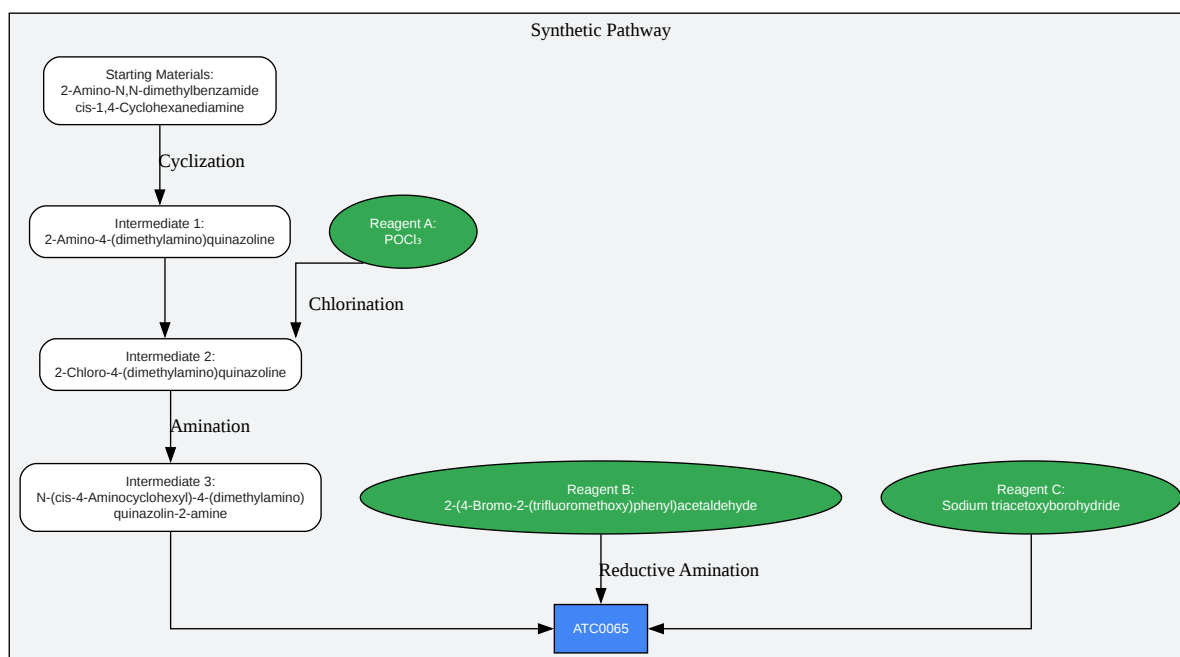 Synthetic Pathway
Starting Materials:
2-Amino-N,N-dimethylbenzamide
cis-1,4-Cyclohexanediamine
Cyclization
Intermediate 1:
2-Amino-4-(dimethylamino)quinazoline
Reagent A:
POCl₃
Chlorination
Intermediate 2:
2-Chloro-4-(dimethylamino)quinazoline
Amination
Intermediate 3:
N-(cis-4-Aminocyclohexyl)-4-(dimethylamino)
quinazolin-2-amine
Reagent B:
2-(4-Bromo-2-(trifluoromethoxy)phenyl)acetaldehyde
Reagent C:
Sodium triacetoxyborohydride
Reductive Amination
ATC0065